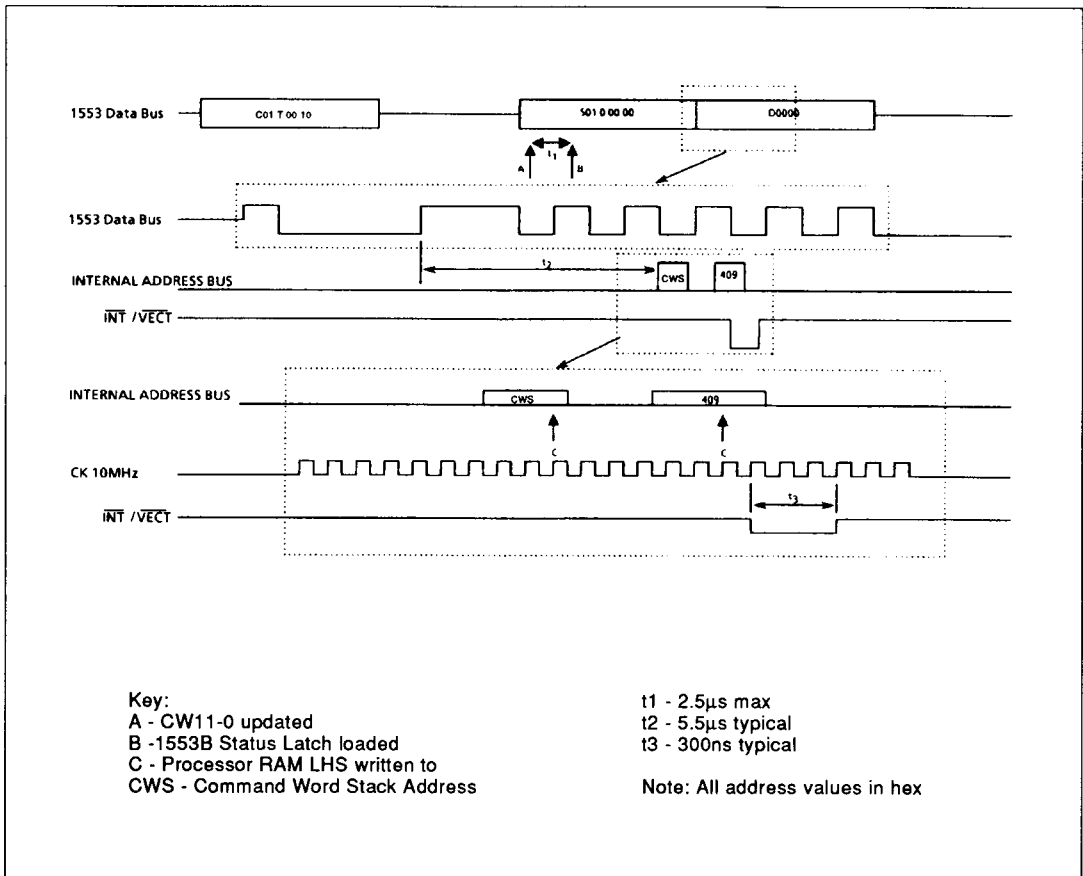 1553 Data Bus
C01 T 00 10
S01 0 00 00
D0000
t1
A
B
1553 Data Bus
t2
INTERNAL ADDRESS BUS
CWS
409
INT /VECT
INTERNAL ADDRESS BUS
CWS
409
C
C
CK 10MHz
t3
INT /VECT
Key:
A - CW11-0 updated
B -1553B Status Latch loaded
C - Processor RAM LHS written to
CWS - Command Word Stack Address
t1 - 2.5μs max
t2 - 5.5μs typical
t3 - 300ns typical
Note: All address values in hex